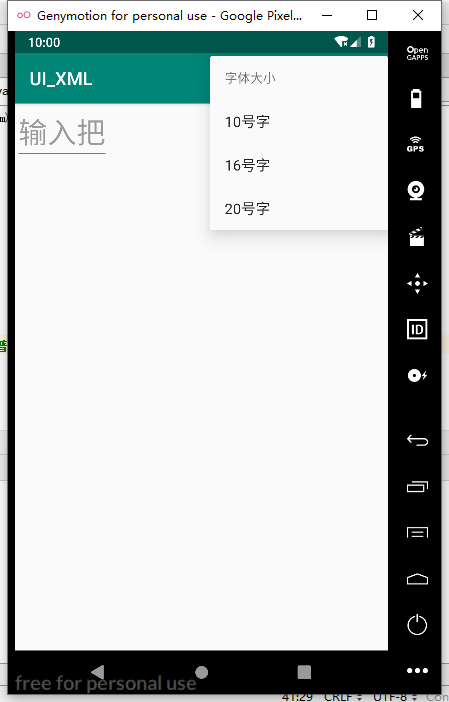 Genymotion for personal use - Google Pixel...
Open
GAPPS
10:00
UI_XML
字体大小
10号字
16号字
20号字
输入把
GPS
ID
free for personal use
41:29 CRLF UTF-8 Con